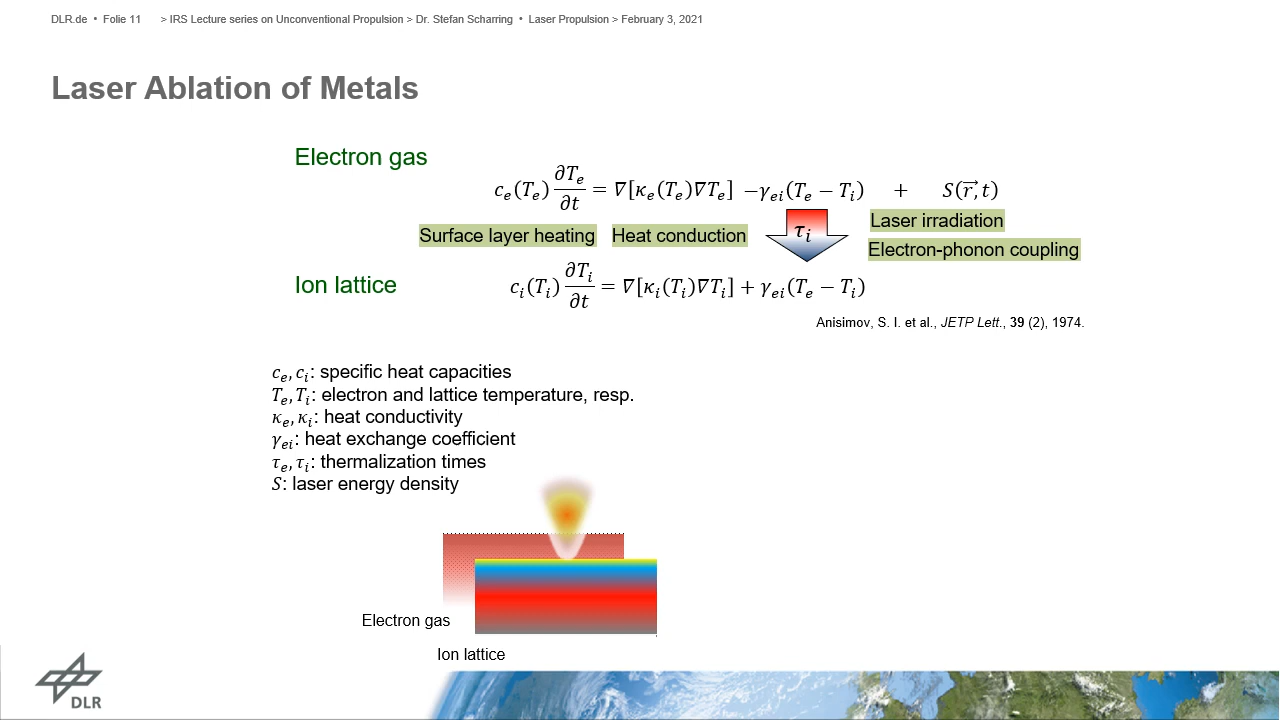 DLR.de • Folie 11 > IRS Lecture series on Unconventional Propulsion > Dr. Stefan Scharring • Laser Propulsion > February 3, 2021
Laser Ablation of Metals
Electron gas
c_e(T_e) ∂T_e/∂t = ∇[κ_e(T_e)∇T_e] −γ_ei(T_e − T_i) + S(r⃗, t)
Surface layer heating Heat conduction τ_i Laser irradiation
Electron-phonon coupling
Ion lattice
c_i(T_i) ∂T_i/∂t = ∇[κ_i(T_i)∇T_i] + γ_ei(T_e − T_i)
Anisimov, S. I. et al., JETP Lett., 39 (2), 1974.
c_e, c_i: specific heat capacities
T_e, T_i: electron and lattice temperature, resp.
κ_e, κ_i: heat conductivity
γ_ei: heat exchange coefficient
τ_e, τ_i: thermalization times
S: laser energy density
Electron gas
Ion lattice
DLR